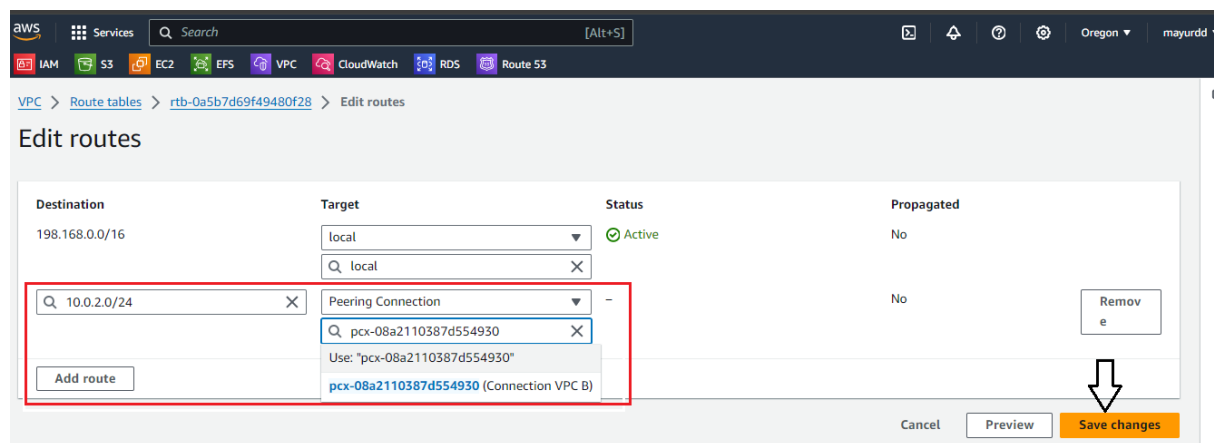 aws Services Search [Alt+S] Oregon mayurdd
IAM S3 EC2 EFS VPC CloudWatch RDS Route 53
VPC > Route tables > rtb-0a5b7d69f49480f28 > Edit routes
Edit routes
Destination Target Status Propagated
198.168.0.0/16 local Active No
local
10.0.2.0/24 Peering Connection – No Remov
e
pcx-08a2110387d554930
Use: "pcx-08a2110387d554930"
Add route
pcx-08a2110387d554930 (Connection VPC B)
Cancel Preview Save changes